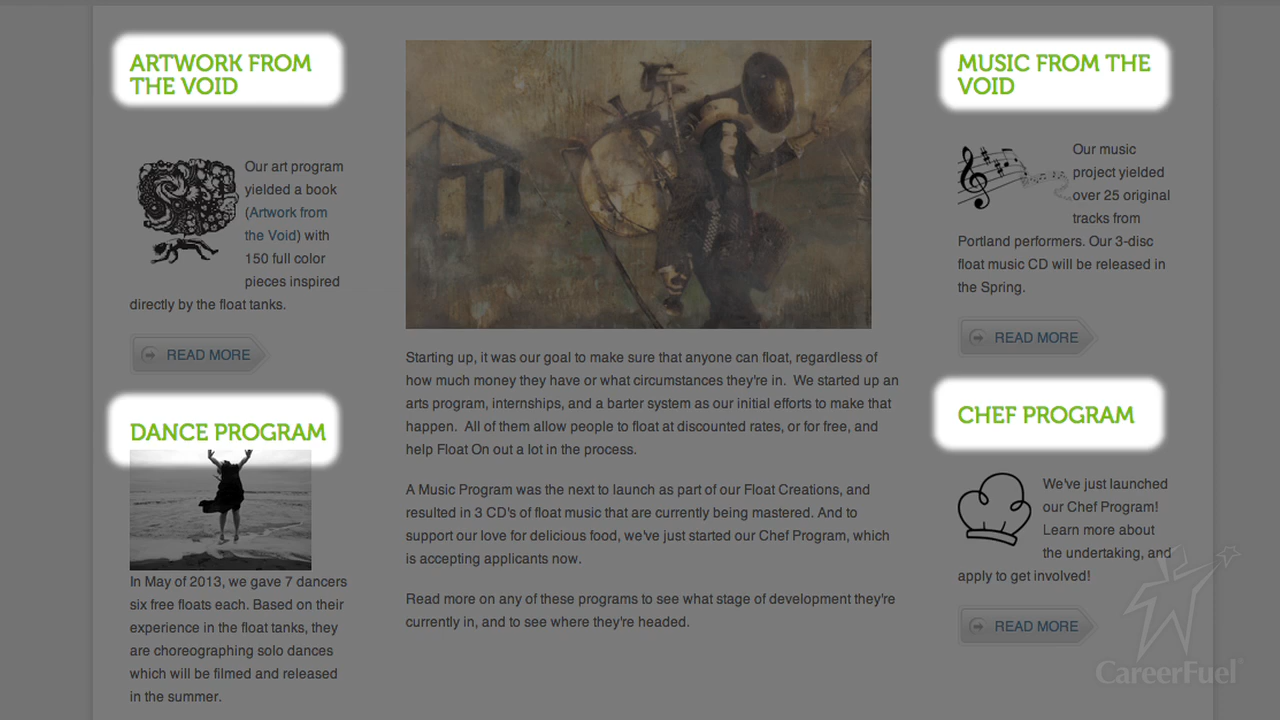 ARTWORK FROM
THE VOID
Our art program
yielded a book
(Artwork from
the Void) with
150 full color
pieces inspired
directly by the float tanks.
READ MORE
DANCE PROGRAM
In May of 2013, we gave 7 dancers
six free floats each. Based on their
experience in the float tanks, they
are choreographing solo dances
which will be filmed and released
in the summer.
Starting up, it was our goal to make sure that anyone can float, regardless of
how much money they have or what circumstances they're in.  We started up an
arts program, internships, and a barter system as our initial efforts to make that
happen.  All of them allow people to float at discounted rates, or for free, and
help Float On out a lot in the process.
A Music Program was the next to launch as part of our Float Creations, and
resulted in 3 CD's of float music that are currently being mastered. And to
support our love for delicious food, we've just started our Chef Program, which
is accepting applicants now.
Read more on any of these programs to see what stage of development they're
currently in, and to see where they're headed.
MUSIC FROM THE
VOID
Our music
project yielded
over 25 original
tracks from
Portland performers. Our 3-disc
float music CD will be released in
the Spring.
READ MORE
CHEF PROGRAM
We've just launched
our Chef Program!
Learn more about
the undertaking, and
apply to get involved!
READ MORE
CareerFuel